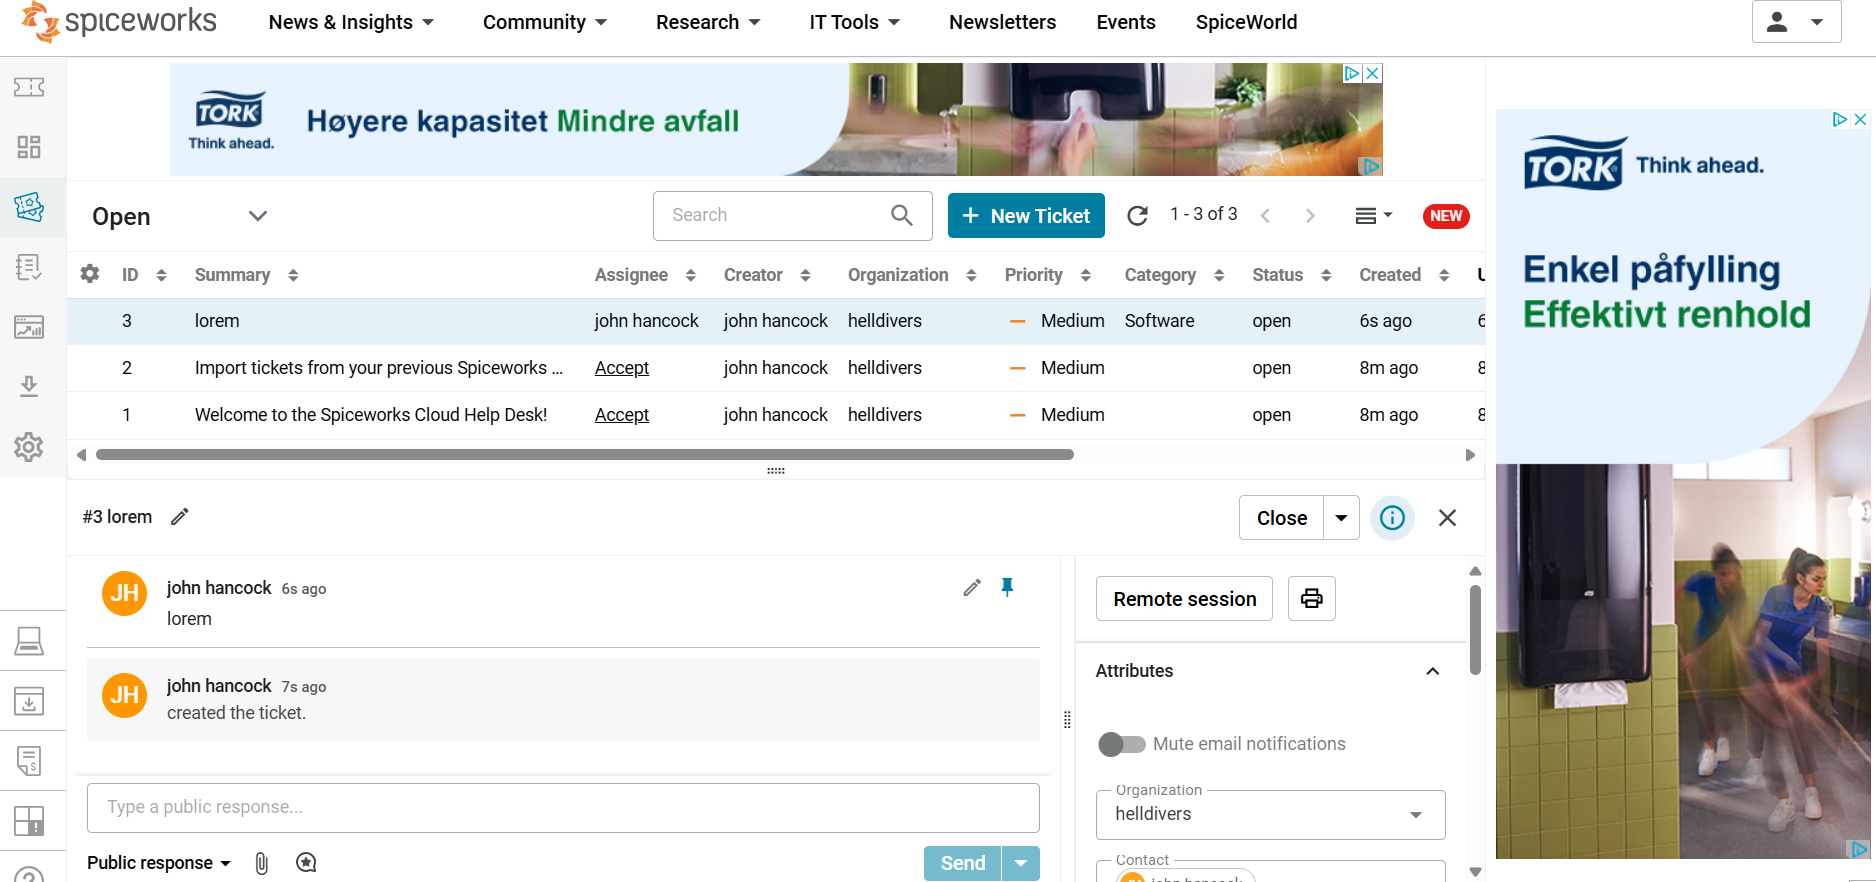 spiceworks
News & Insights
Community
Research
IT Tools
Newsletters
Events
SpiceWorld
TORK
Think ahead.
Høyere kapasitet Mindre avfall
Open
Search
+ New Ticket
1 - 3 of 3
NEW
ID Summary Assignee Creator Organization Priority Category Status Created
3 lorem john hancock john hancock helldivers Medium Software open 6s ago
2 Import tickets from your previous Spiceworks ... Accept john hancock helldivers Medium open 8m ago
1 Welcome to the Spiceworks Cloud Help Desk! Accept john hancock helldivers Medium open 8m ago
#3 lorem
Close
JH
john hancock 6s ago
lorem
JH
john hancock 7s ago
created the ticket.
Type a public response...
Public response
Send
Remote session
Attributes
Mute email notifications
Organization
helldivers
Contact
john hancock
TORK
Think ahead.
Enkel påfylling
Effektivt renhold